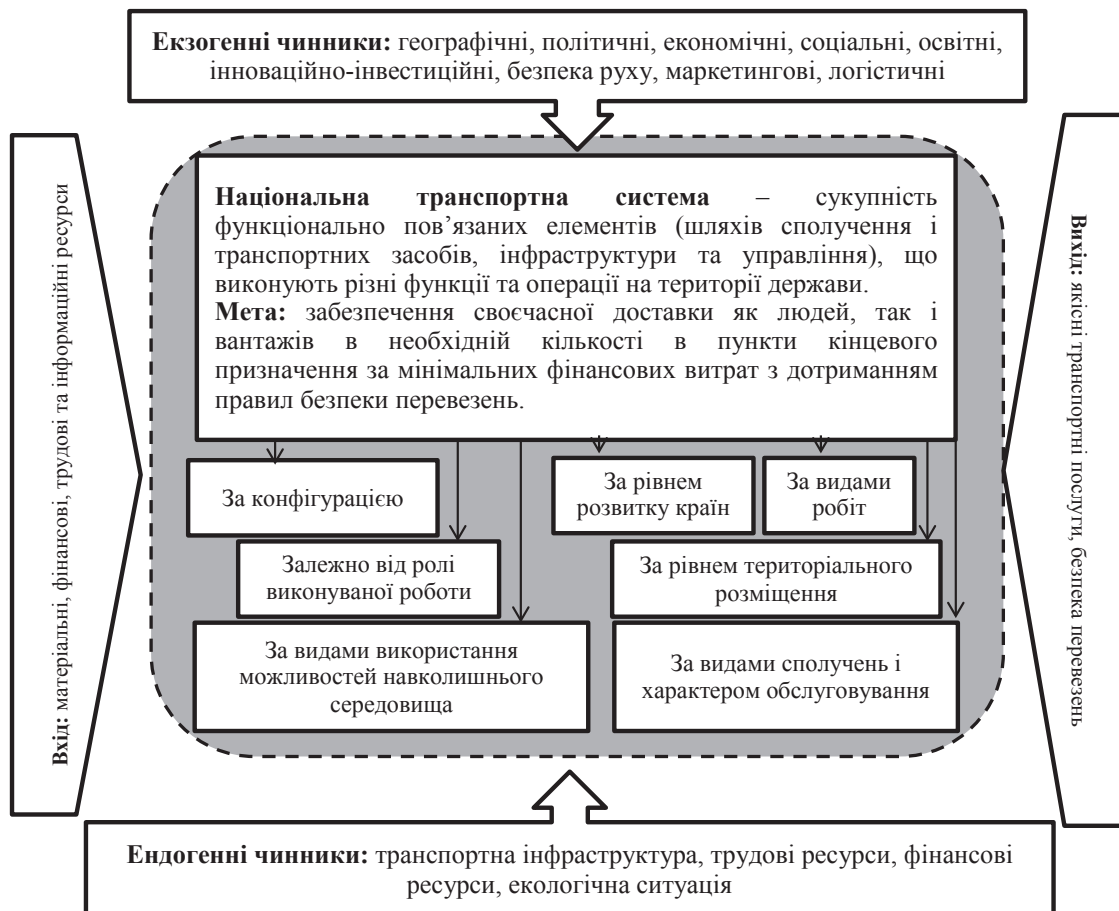 Екзогенні чинники: географічні, політичні, економічні, соціальні, освітні,
інноваційно-інвестиційні, безпека руху, маркетингові, логістичні
Вхід: матеріальні, фінансові, трудові та інформаційні ресурси
Національна транспортна система – сукупність
функціонально пов’язаних елементів (шляхів сполучення і
транспортних засобів, інфраструктури та управління), що
виконують різні функції та операції на території держави.
Мета: забезпечення своєчасної доставки як людей, так і
вантажів в необхідній кількості в пункти кінцевого
призначення за мінімальних фінансових витрат з дотриманням
правил безпеки перевезень.
За конфігурацією
За рівнем
розвитку країн
За видами
робіт
Залежно від ролі
виконуваної роботи
За рівнем територіального
розміщення
За видами використання
можливостей навколишнього
середовища
За видами сполучень і
характером обслуговування
Вихід: якісні транспортні послуги, безпека перевезень
Ендогенні чинники: транспортна інфраструктура, трудові ресурси, фінансові
ресурси, екологічна ситуація